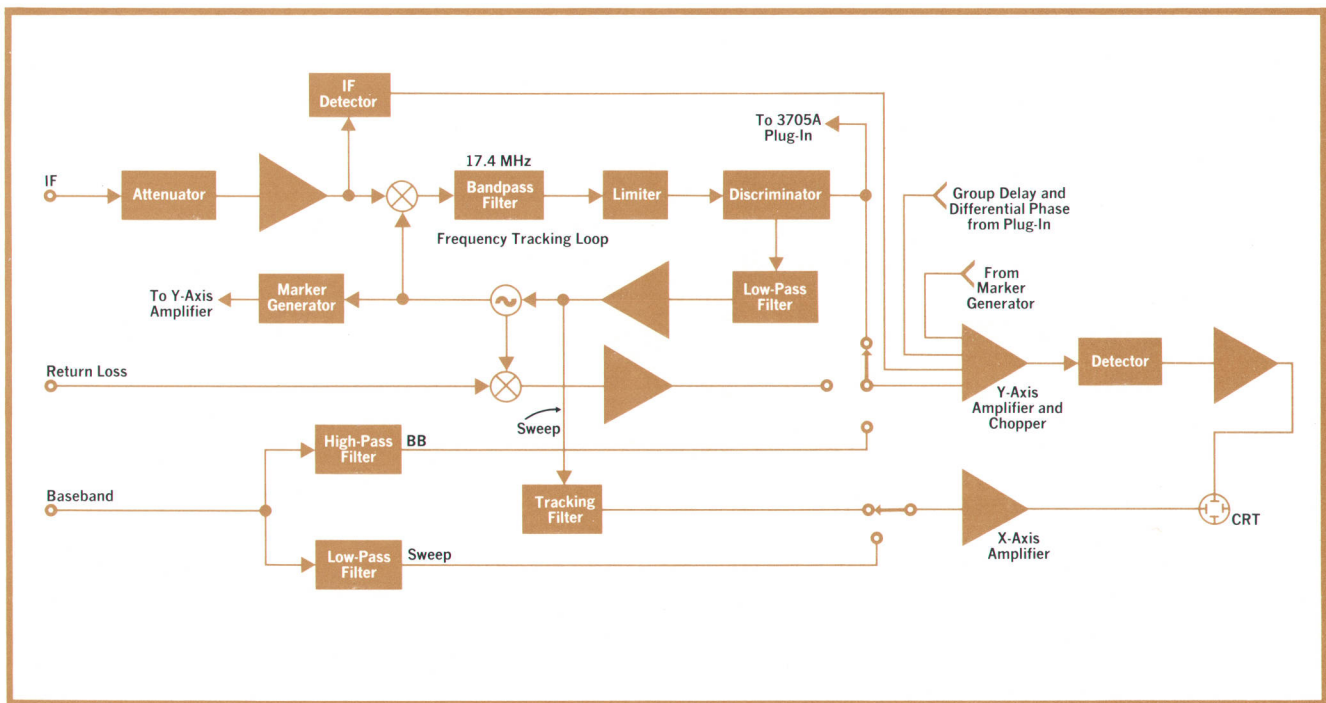 IF
Detector
To 3705A
Plug-In
IF
Attenuator
17.4 MHz
Bandpass
Filter
Limiter
Discriminator
Group Delay and
Differential Phase
from Plug-In
Frequency Tracking Loop
To Y-Axis
Amplifier
Marker
Generator
Low-Pass
Filter
From
Marker
Generator
Return Loss
Detector
Y-Axis
Amplifier and
Chopper
Sweep
High-Pass
Filter
BB
Baseband
Tracking
Filter
CRT
X-Axis
Amplifier
Low-Pass
Filter
Sweep